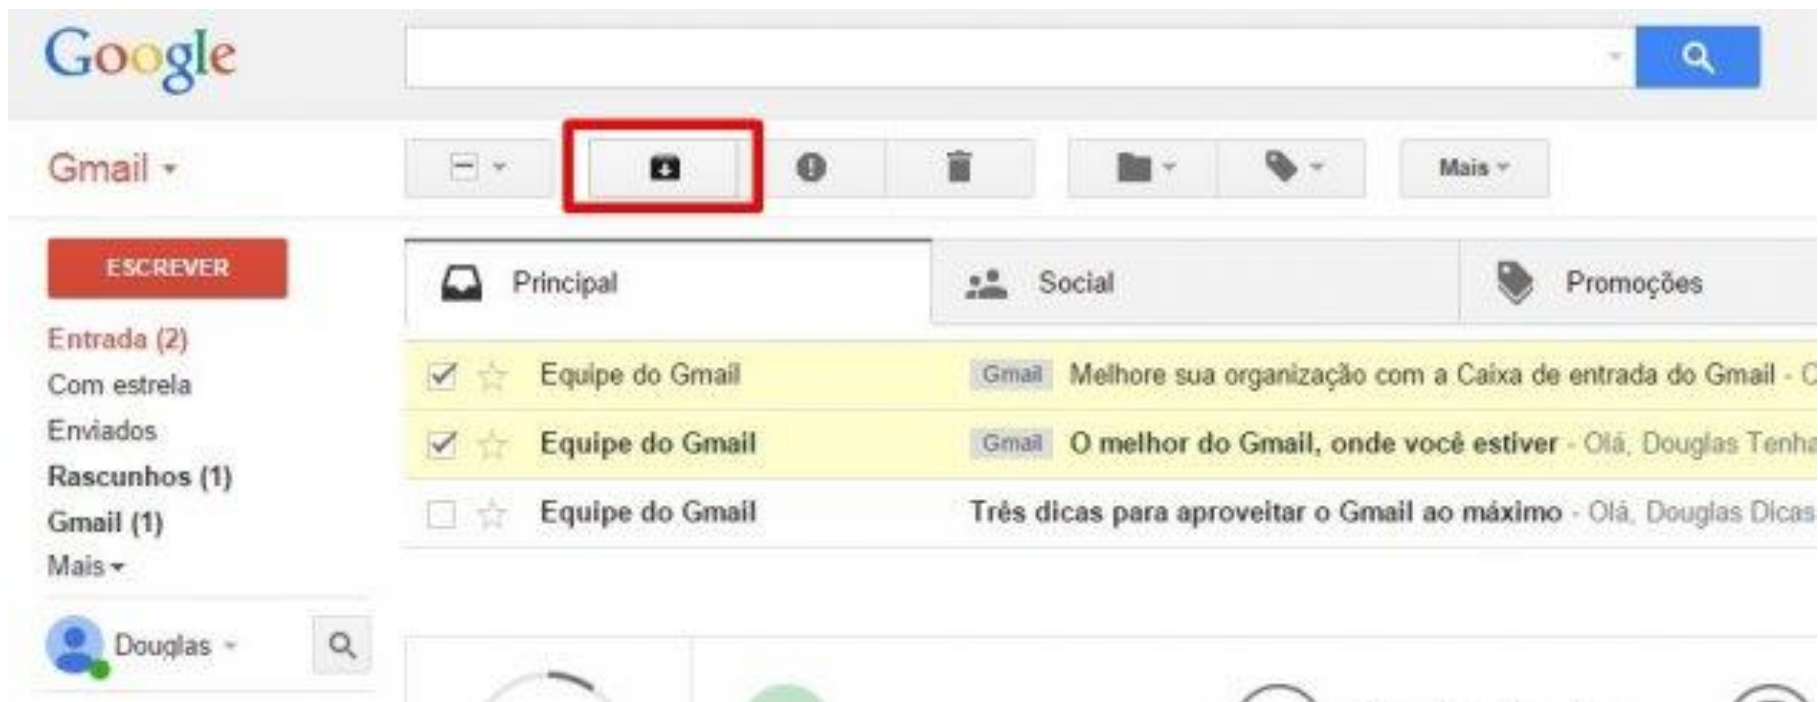 Google
Gmail
Mais
ESCREVER
Principal
Social
Promoções
Entrada (2)
Com estrela
Enviados
Rascunhos (1)
Gmail (1)
Mais
Equipe do Gmail Gmail Melhore sua organização com a Caixa de entrada do Gmail -
Equipe do Gmail Gmail O melhor do Gmail, onde você estiver - Olá, Douglas Tenha
Equipe do Gmail Três dicas para aproveitar o Gmail ao máximo - Olá, Douglas Dicas
Douglas